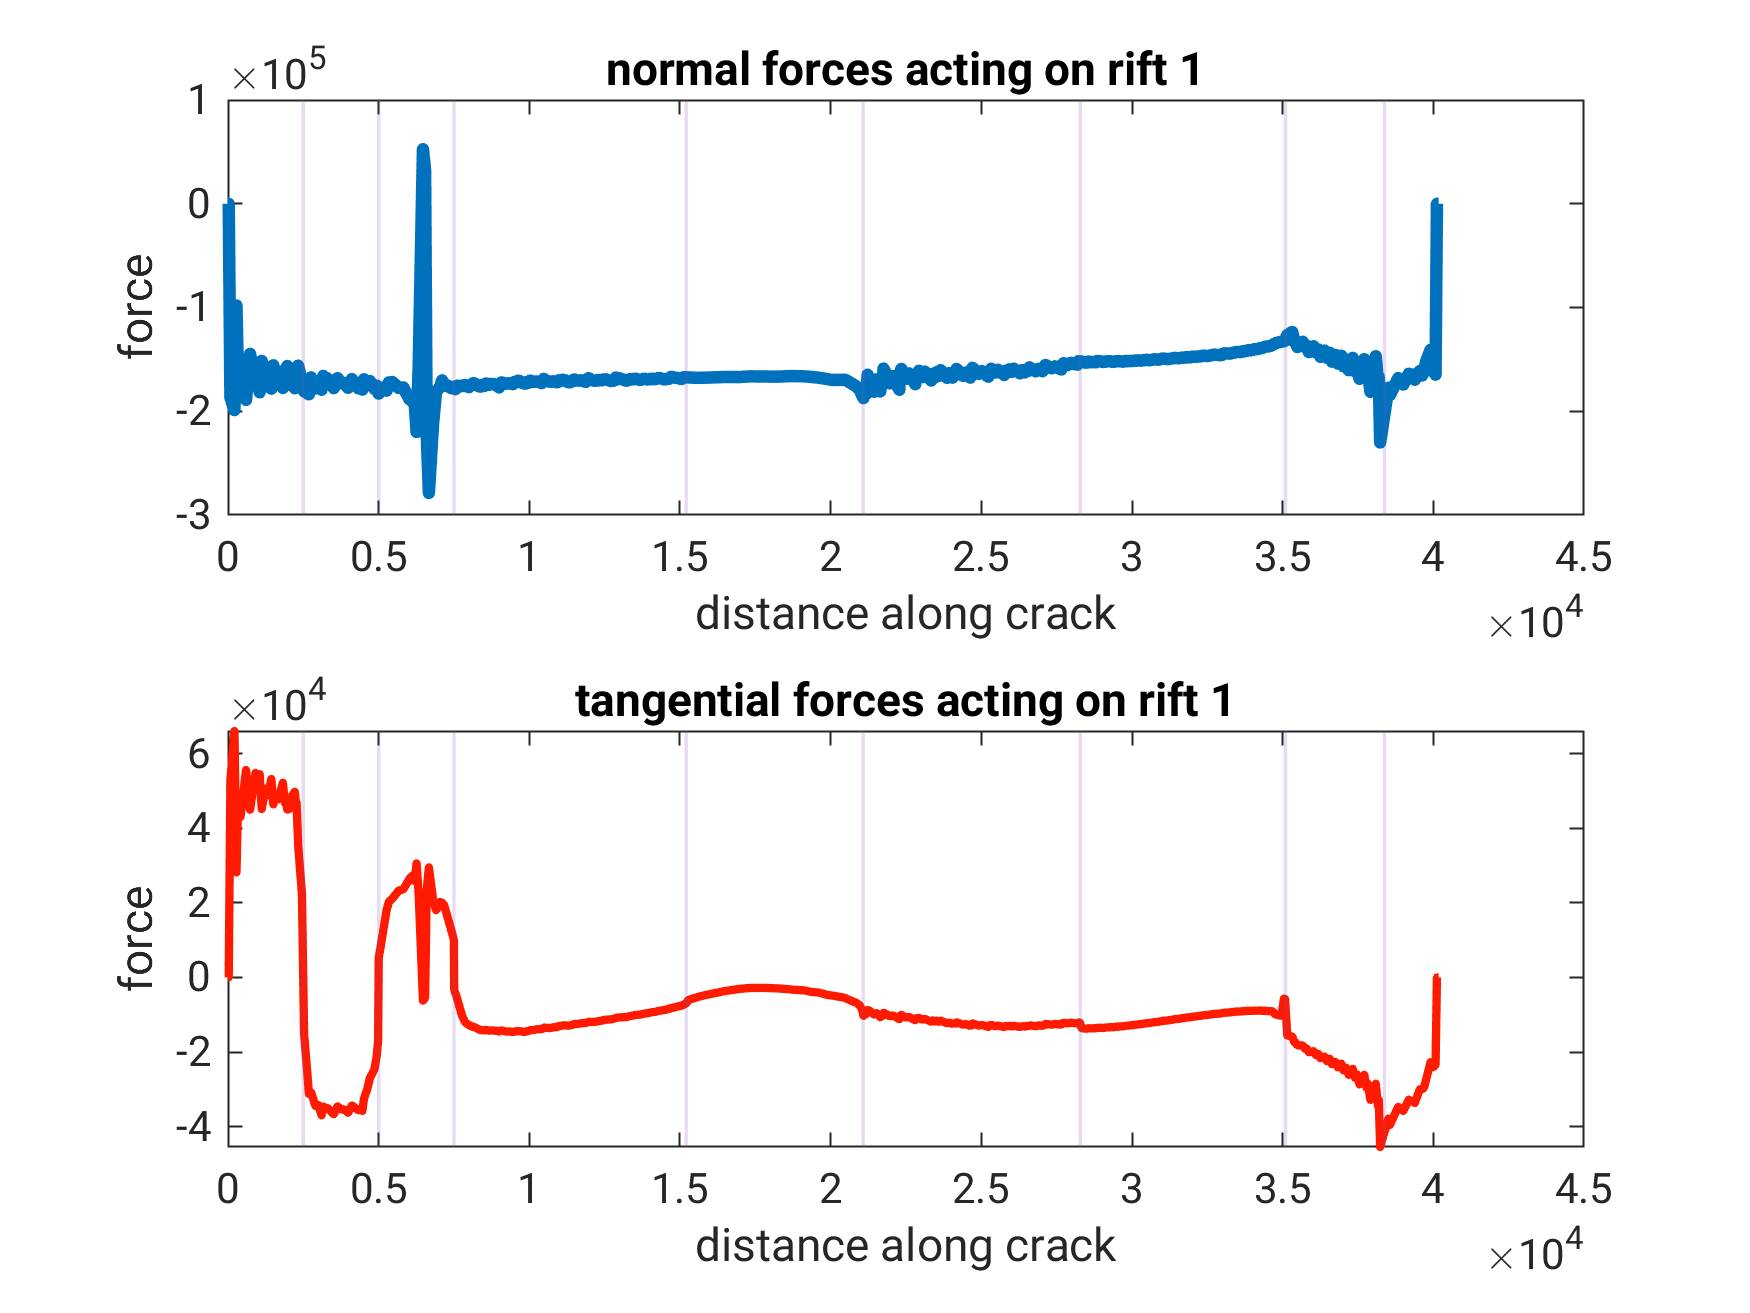 ×10^5
normal forces acting on rift 1
1
0
-1
-2
-3
force
0 0.5 1 1.5 2 2.5 3 3.5 4 4.5
distance along crack
×10^4
×10^4
tangential forces acting on rift 1
6
4
2
0
-2
-4
force
0 0.5 1 1.5 2 2.5 3 3.5 4 4.5
distance along crack
×10^4